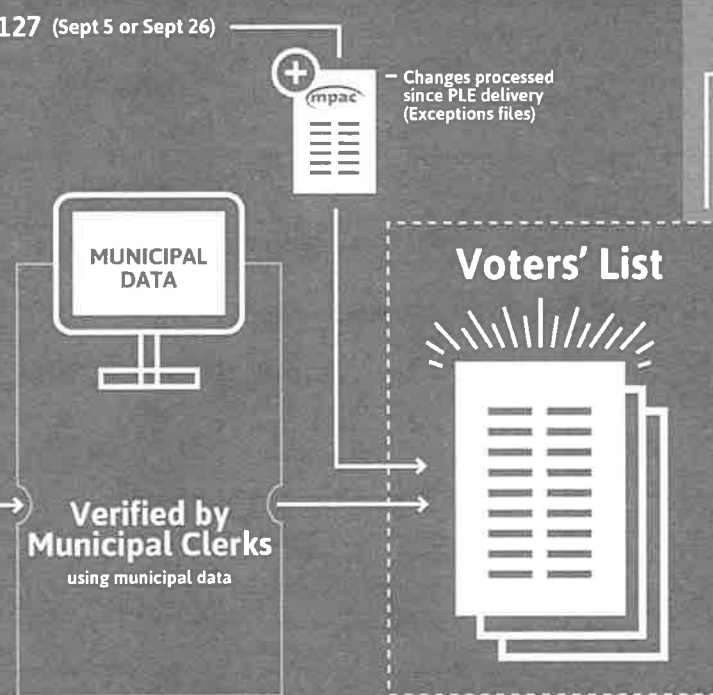 127 (Sept 5 or Sept 26)
mpac
Changes processed
since PLE delivery
(Exceptions files)
MUNICIPAL
DATA
Voters' List
Verified by
Municipal Clerks
using municipal data